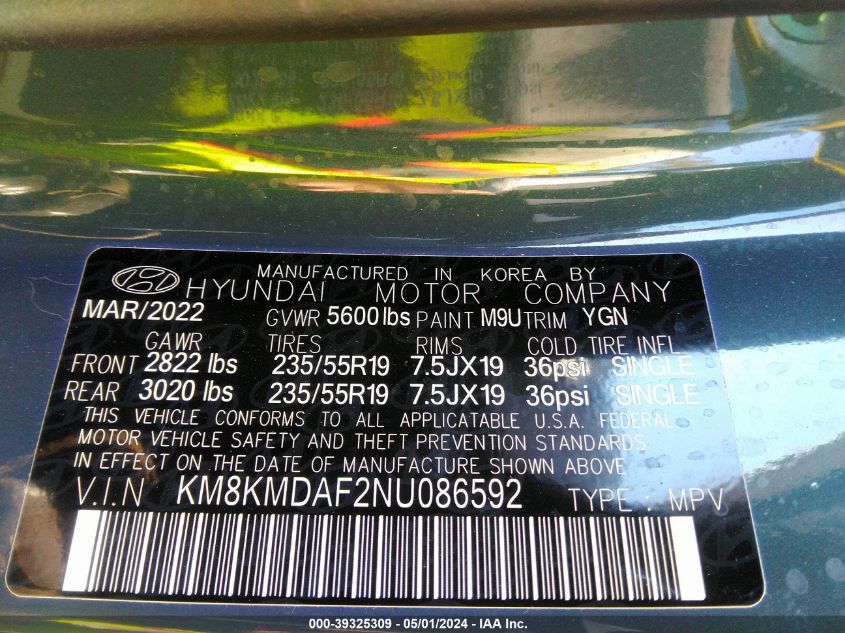 MANUFACTURED IN KOREA BY
HYUNDAI MOTOR COMPANY
MAR/2022 GVWR 5600 lbs PAINT M9U TRIM YGN
GAWR TIRES RIMS COLD TIRE INFL
FRONT 2822 lbs 235/55R19 7.5JX19 36psi SINGLE
REAR 3020 lbs 235/55R19 7.5JX19 36psi SINGLE
THIS VEHICLE CONFORMS TO ALL APPLICATABLE U.S.A. FEDERAL
MOTOR VEHICLE SAFETY AND THEFT PREVENTION STANDARDS
IN EFFECT ON THE DATE OF MANUFACTURE SHOWN ABOVE
V.I.N KM8KMDAF2NU086592 TYPE : MPV
000-39325309 - 05/01/2024 - IAA Inc.